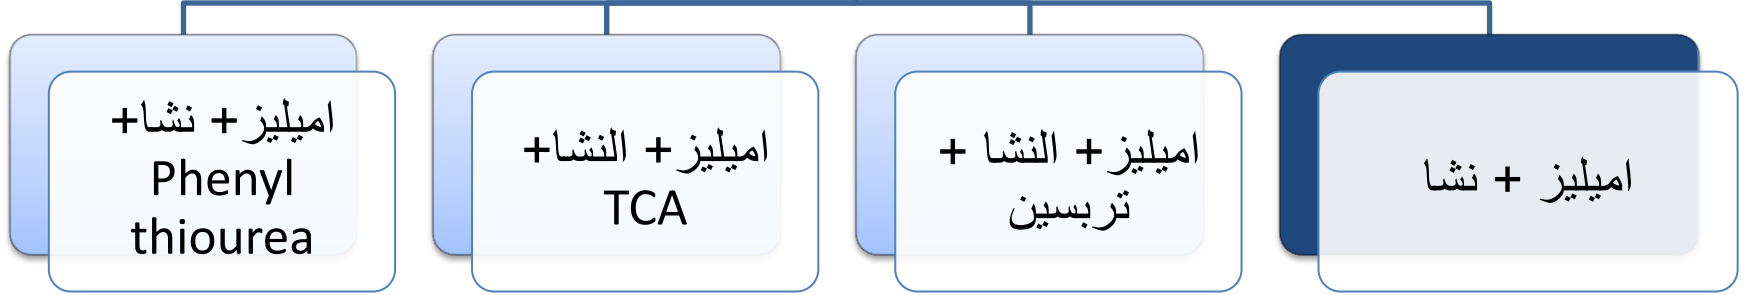 اميليز + نشا
اميليز+ النشا +
تربسين
اميليز+ النشا+
TCA
اميليز+ نشا+
Phenyl
thiourea